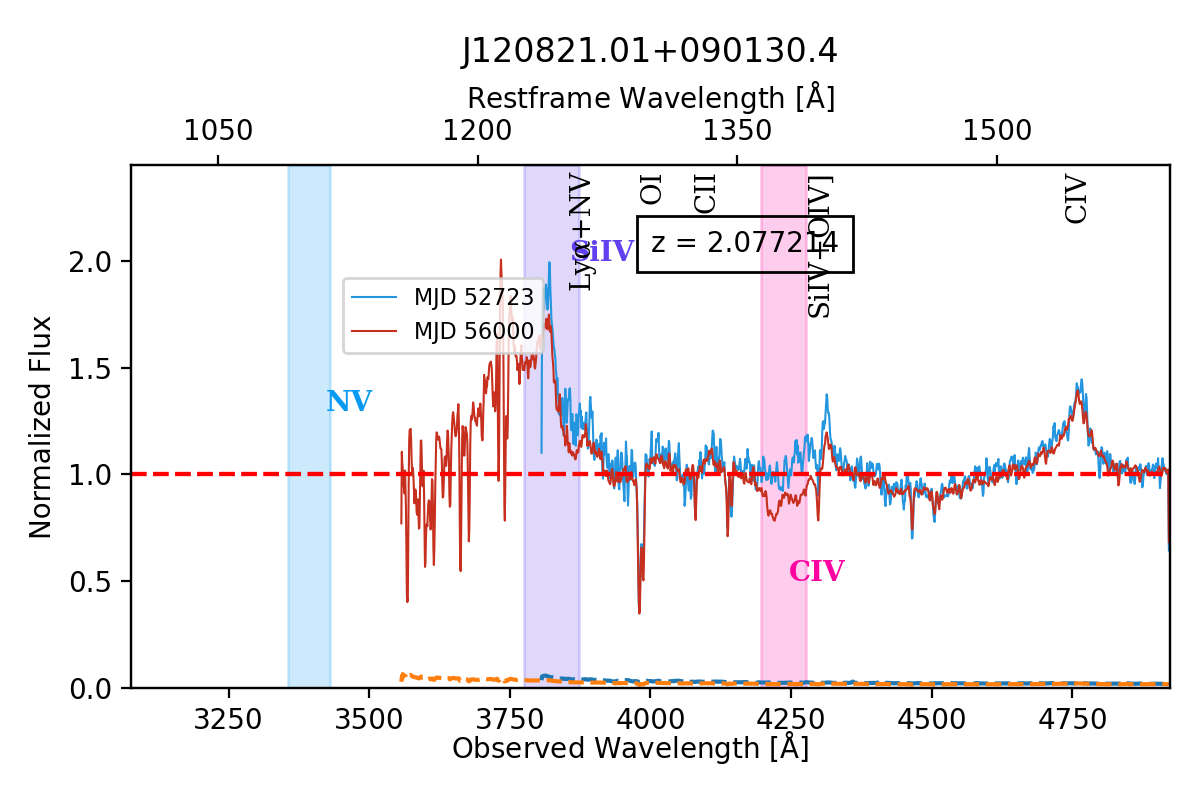 J120821.01+090130.4
Restframe Wavelength [Å]
1050 1200 1350 1500
Lyα+NV
OI
CII
SiIV+OIV]
CIV
SiIV
z = 2.077214
MJD 52723
MJD 56000
NV
CIV
Normalized Flux
2.0
1.5
1.0
0.5
0.0
3250 3500 3750 4000 4250 4500 4750
Observed Wavelength [Å]